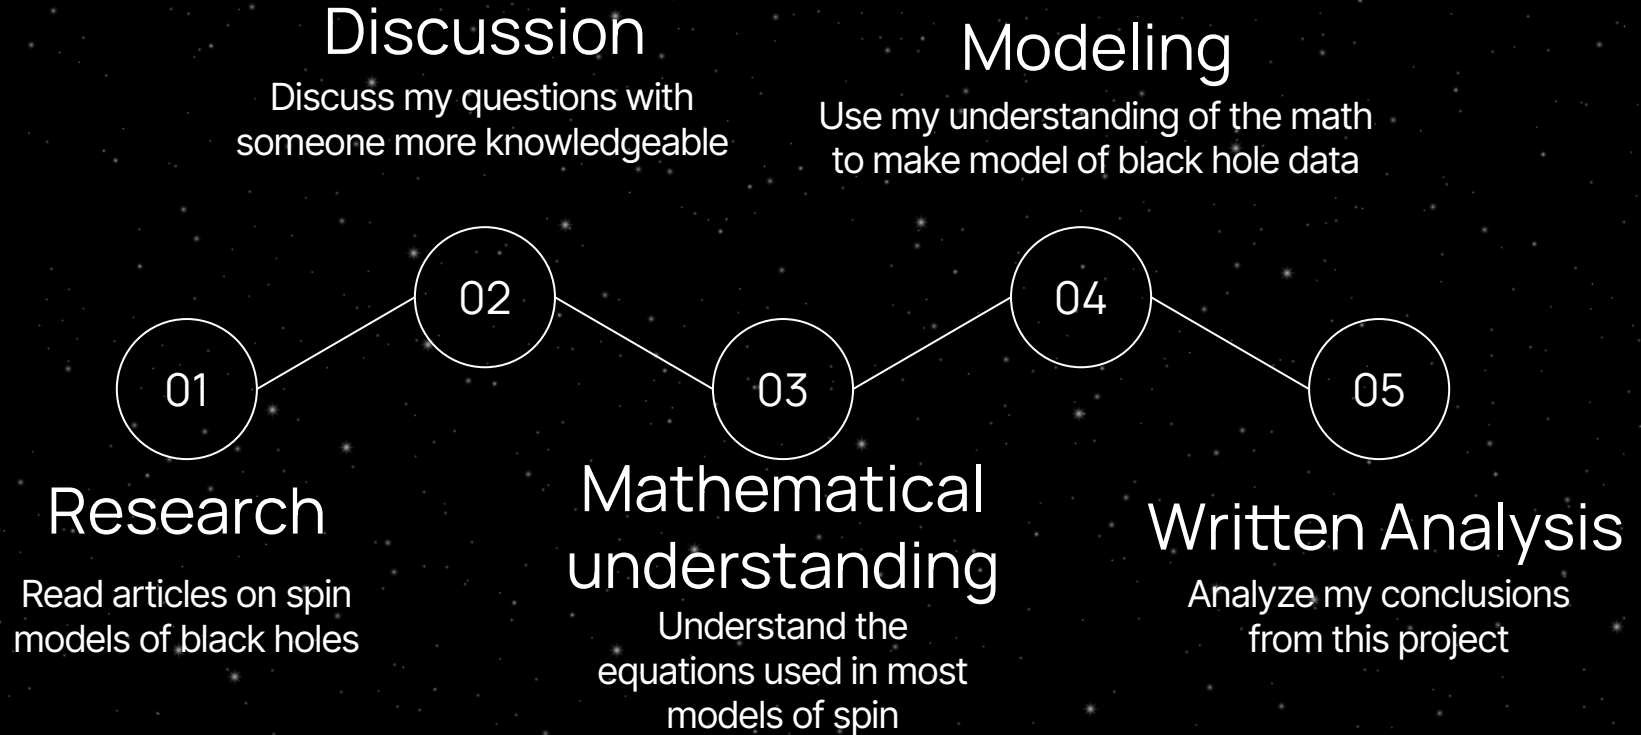 01
Research
Read articles on spin
models of black holes
02
Discussion
Discuss my questions with
someone more knowledgeable
03
Mathematical
understanding
Understand the
equations used in most
models of spin
04
Modeling
Use my understanding of the math
to make model of black hole data
05
Written Analysis
Analyze my conclusions
from this project